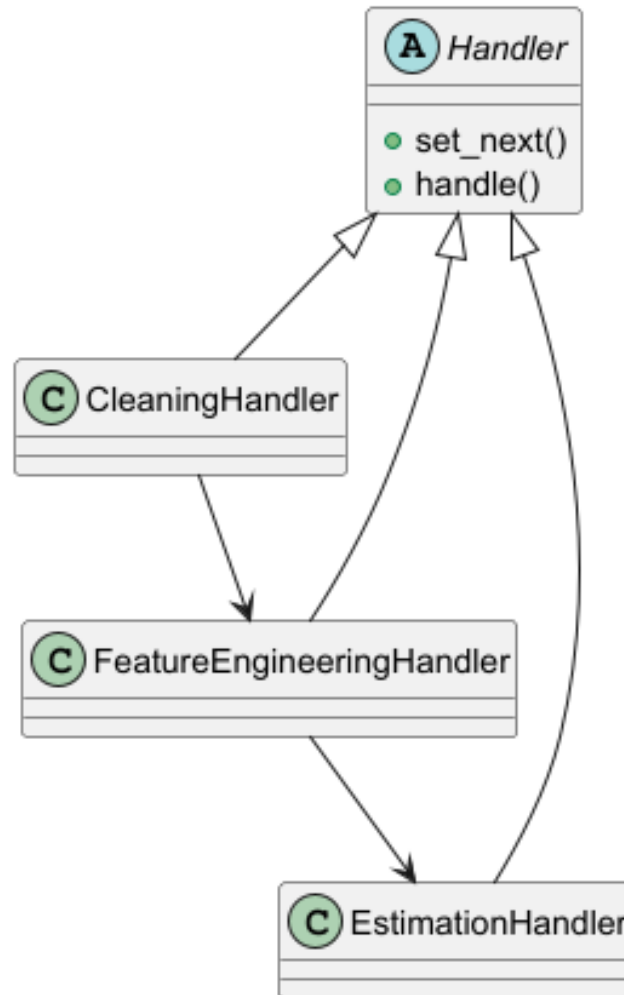 A Handler
set_next()
handle()
C CleaningHandler
C FeatureEngineeringHandler
C EstimationHandler